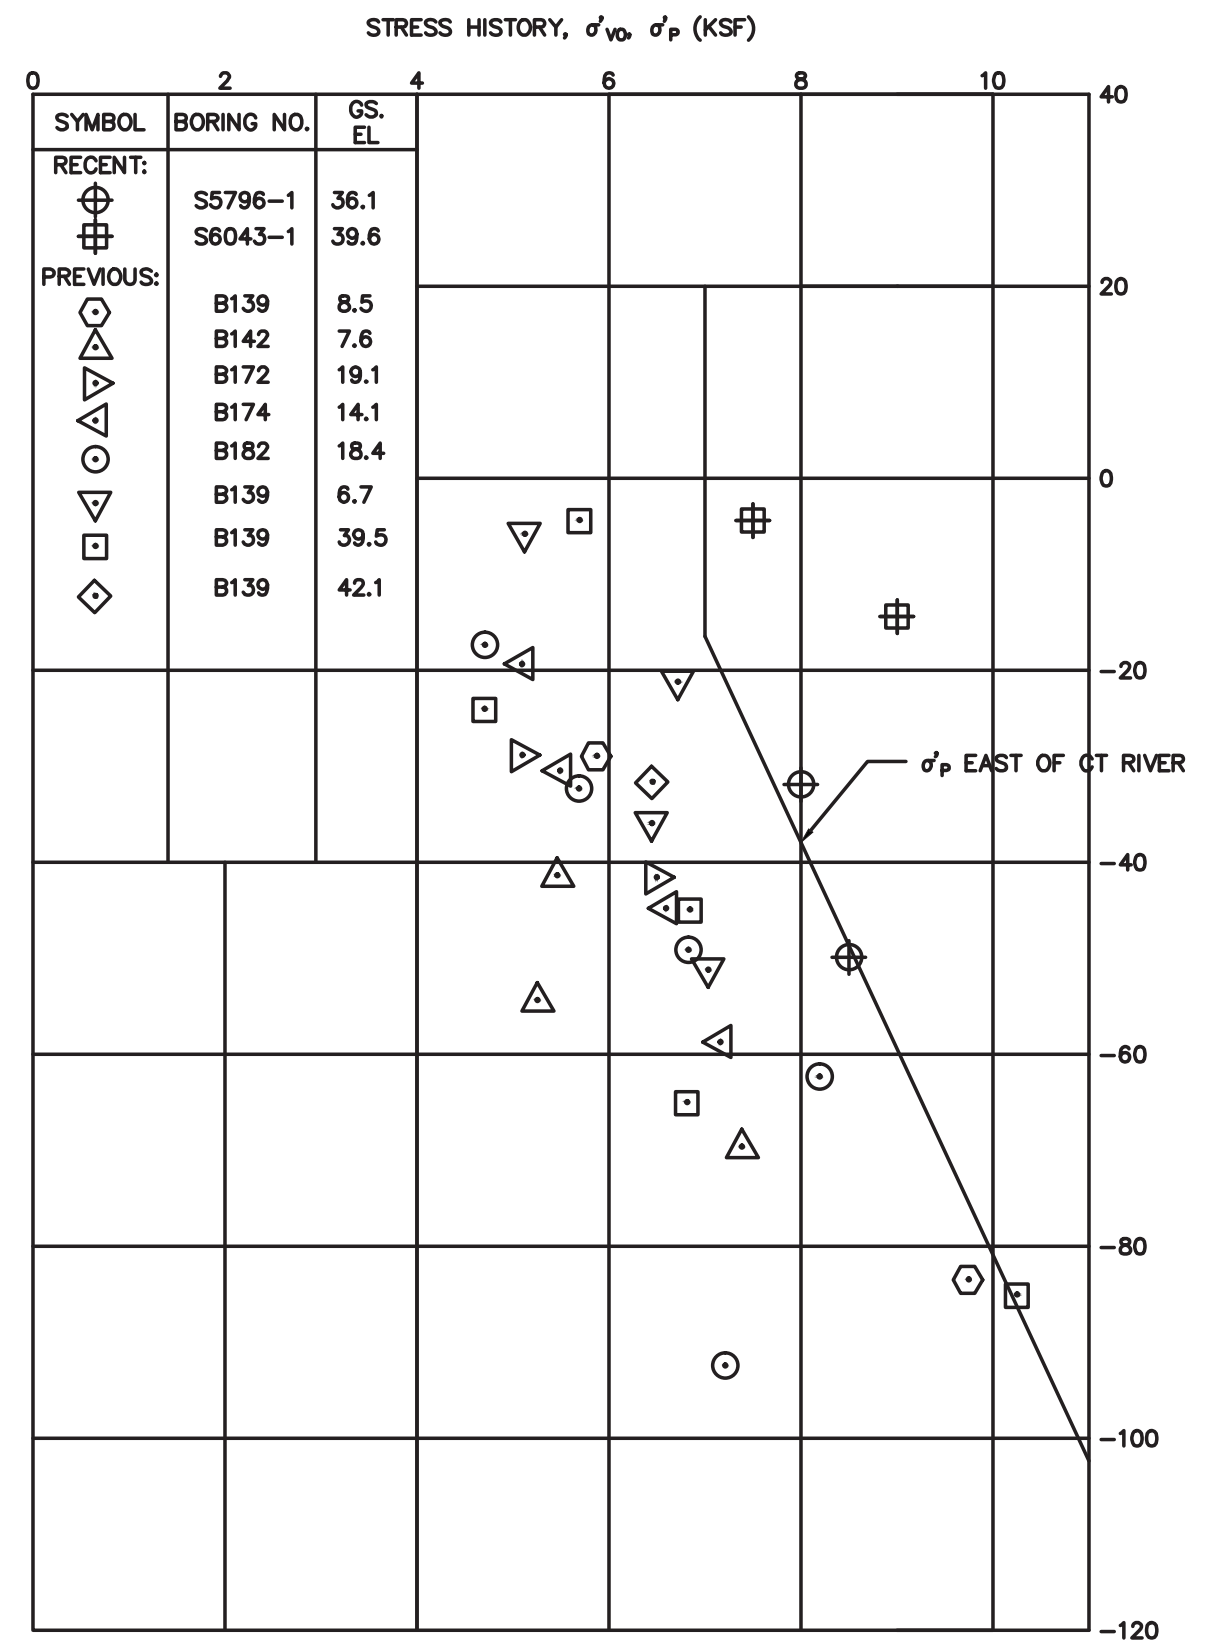 STRESS HISTORY, σ'VO, σ'P (KSF)
0 2 4 6 8 10
40
SYMBOL BORING NO. GS. EL
RECENT:
S5796-1 36.1
S6043-1 39.6
PREVIOUS:
B139 8.5
20
B142 7.6
B172 19.1
B174 14.1
B182 18.4
0
B139 6.7
B139 39.5
B139 42.1
-20
σ'P EAST OF CT RIVER
-40
-60
-80
-100
-120